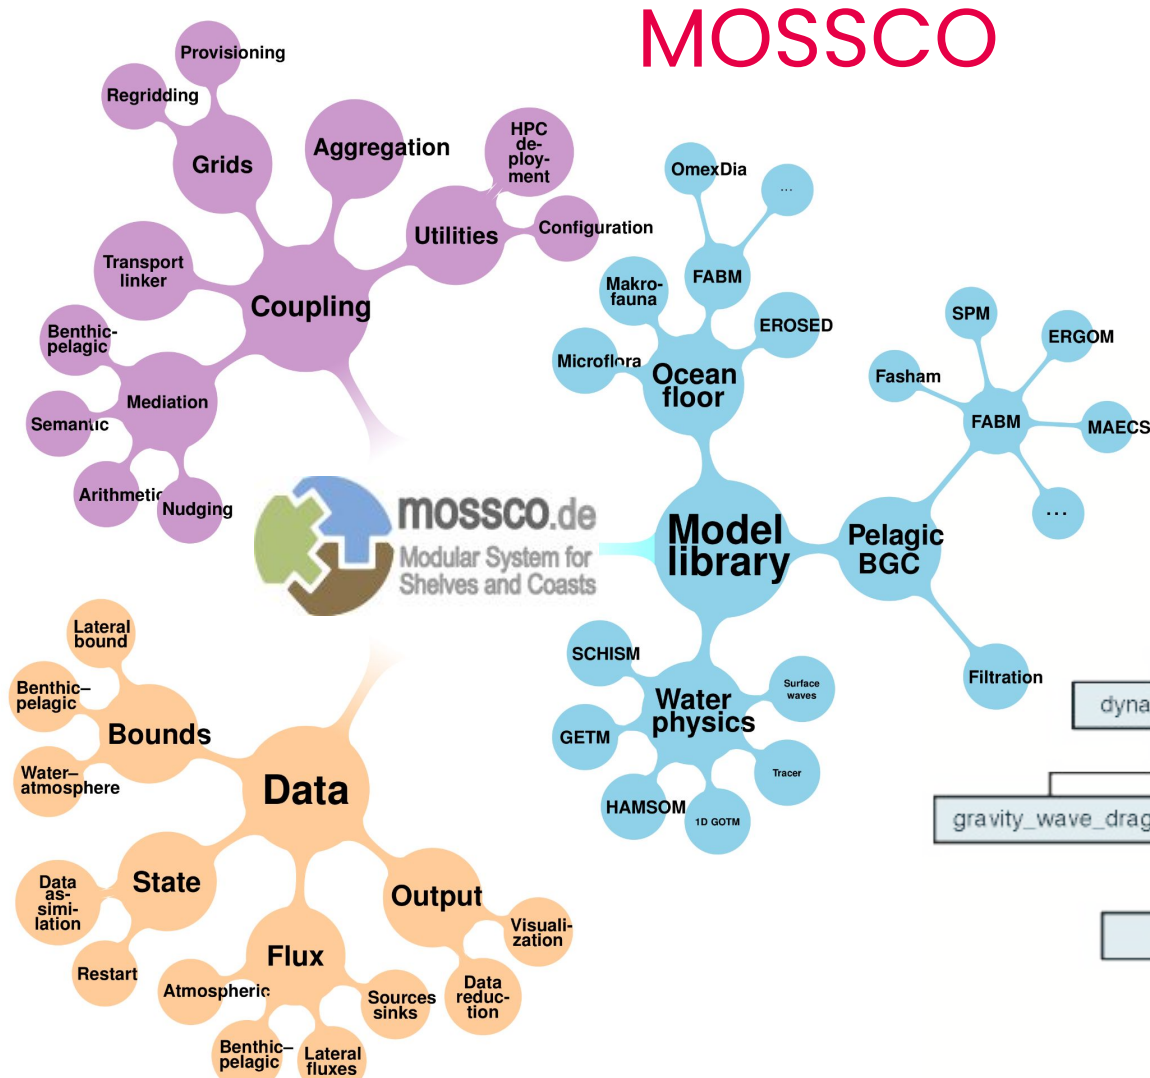 MOSSCO
Provisioning
Regridding
Grids
Aggregation
HPC
de-
ploy-
ment
Utilities
Configuration
Transport
linker
Coupling
Benthic-
pelagic
Mediation
Semantic
Arithmetic
Nudging
OmexDia
...
FABM
Makro-
fauna
EROSED
Microflora
Ocean
floor
SPM
ERGOM
Fasham
FABM
MAECS
...
mossco.de
Modular System for
Shelves and Coasts
Model
library
Pelagic
BGC
Filtration
SCHISM
Surface
waves
Water
physics
GETM
Tracer
HAMSOM
1D GOTM
Lateral
bound
Benthic–
pelagic
Bounds
Water–
atmosphere
Data
State
Data
as-
simi-
lation
Restart
Output
Visuali-
zation
Data
reduc-
tion
Flux
Atmospheric
Sources
sinks
Benthic–
pelagic
Lateral
fluxes
dyna
gravity_wave_drag